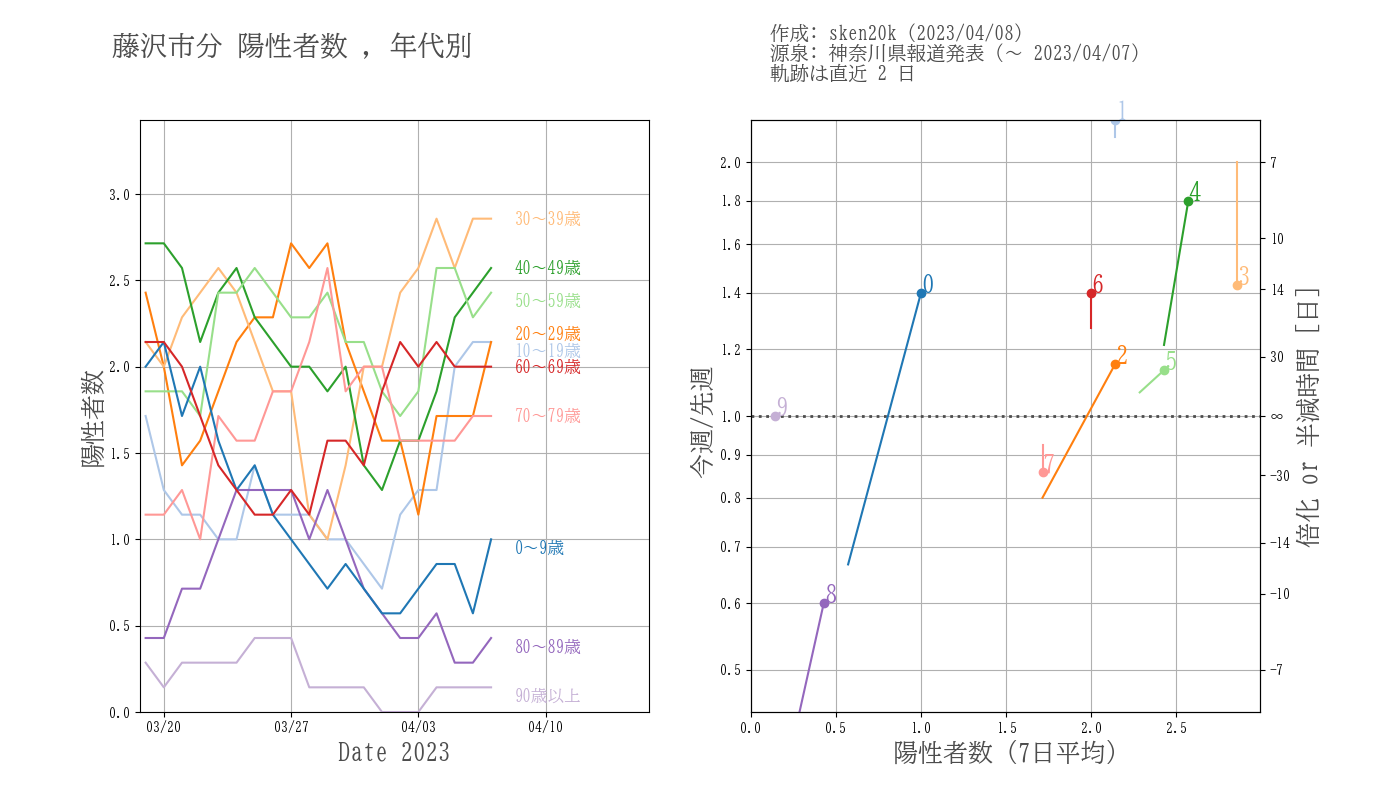 藤沢市分 陽性者数 , 年代別
作成: sken20k (2023/04/08)
源泉: 神奈川県報道発表 (～ 2023/04/07)
軌跡は直近 2 日
陽性者数
3.0
2.5
2.0
1.5
1.0
0.5
0.0
30～39歳
40～49歳
50～59歳
20～29歳
10～19歳
60～69歳
70～79歳
0～9歳
80～89歳
90歳以上
03/20
03/27
04/03
04/10
Date 2023
今週/先週
2.0
1.8
1.6
1.4
1.2
1.0
0.9
0.8
0.7
0.6
0.5
1
4
3
0
6
2
5
9
7
8
7
10
14
30
∞
-30
-14
-10
-7
倍化 or 半減時間 [日]
0.0
0.5
1.0
1.5
2.0
2.5
陽性者数 (7日平均)